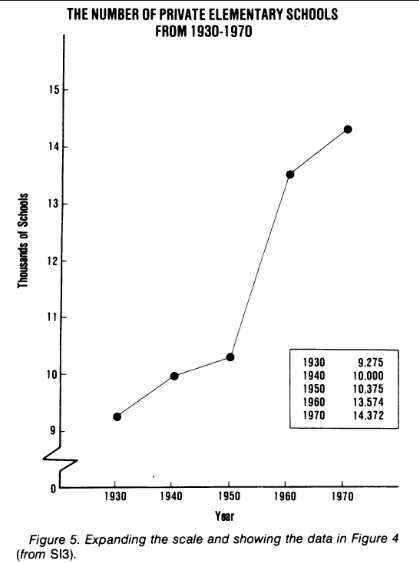 THE NUMBER OF PRIVATE ELEMENTARY SCHOOLS
FROM 1930-1970
15
14
13
12
11
10
9
0
Thousands of Schools
1930 9.275
1940 10.000
1950 10.375
1960 13.574
1970 14.372
1930 1940 1950 1960 1970
Year
Figure 5. Expanding the scale and showing the data in Figure 4
(from SI3).